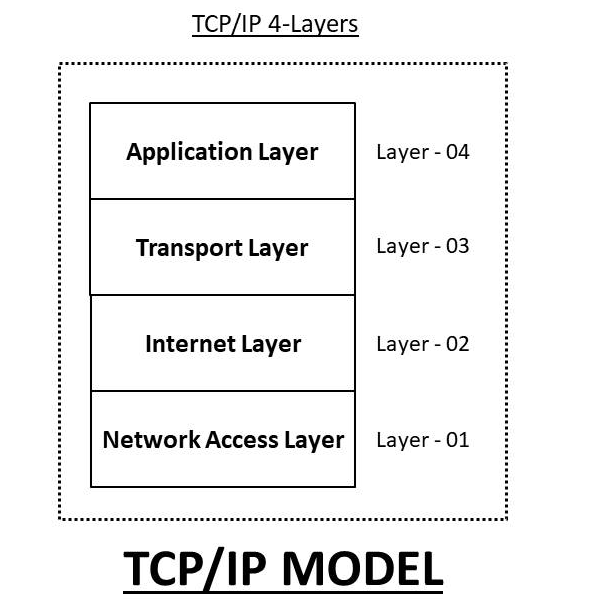 TCP/IP 4-Layers
Application Layer Layer - 04
Transport Layer Layer - 03
Internet Layer Layer - 02
Network Access Layer Layer - 01
TCP/IP MODEL